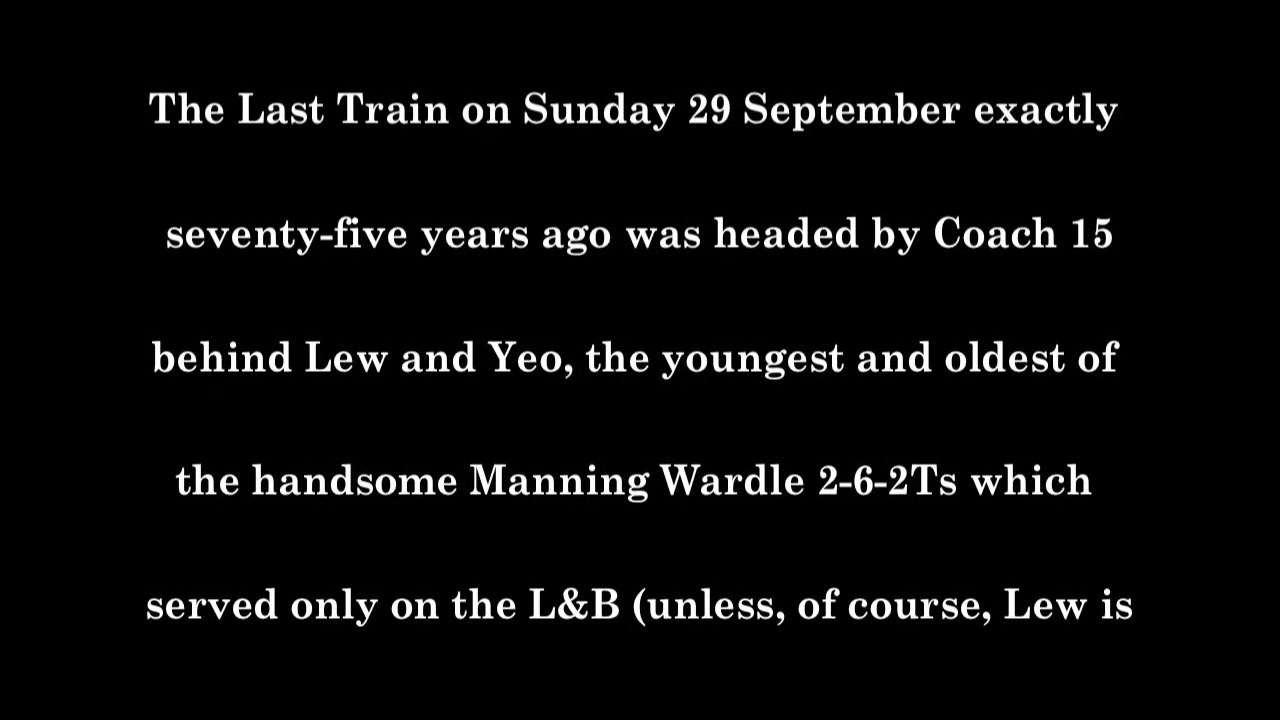 The Last Train on Sunday 29 September exactly
seventy-five years ago was headed by Coach 15
behind Lew and Yeo, the youngest and oldest of
the handsome Manning Wardle 2-6-2Ts which
served only on the L&B (unless, of course, Lew is